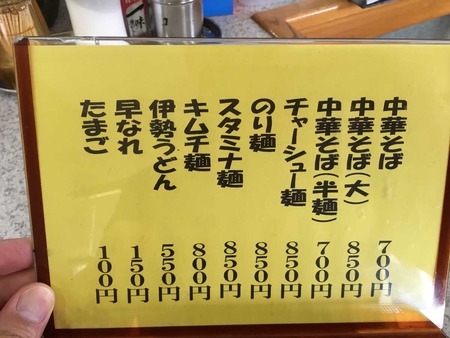 中華そば 700円
中華そば(大) 850円
中華そば(半麺) 700円
チャーシュー麺 850円
のり麺 850円
スタミナ麺 850円
キムチ麺 800円
伊勢うどん 550円
早なれ 150円
たまご 100円